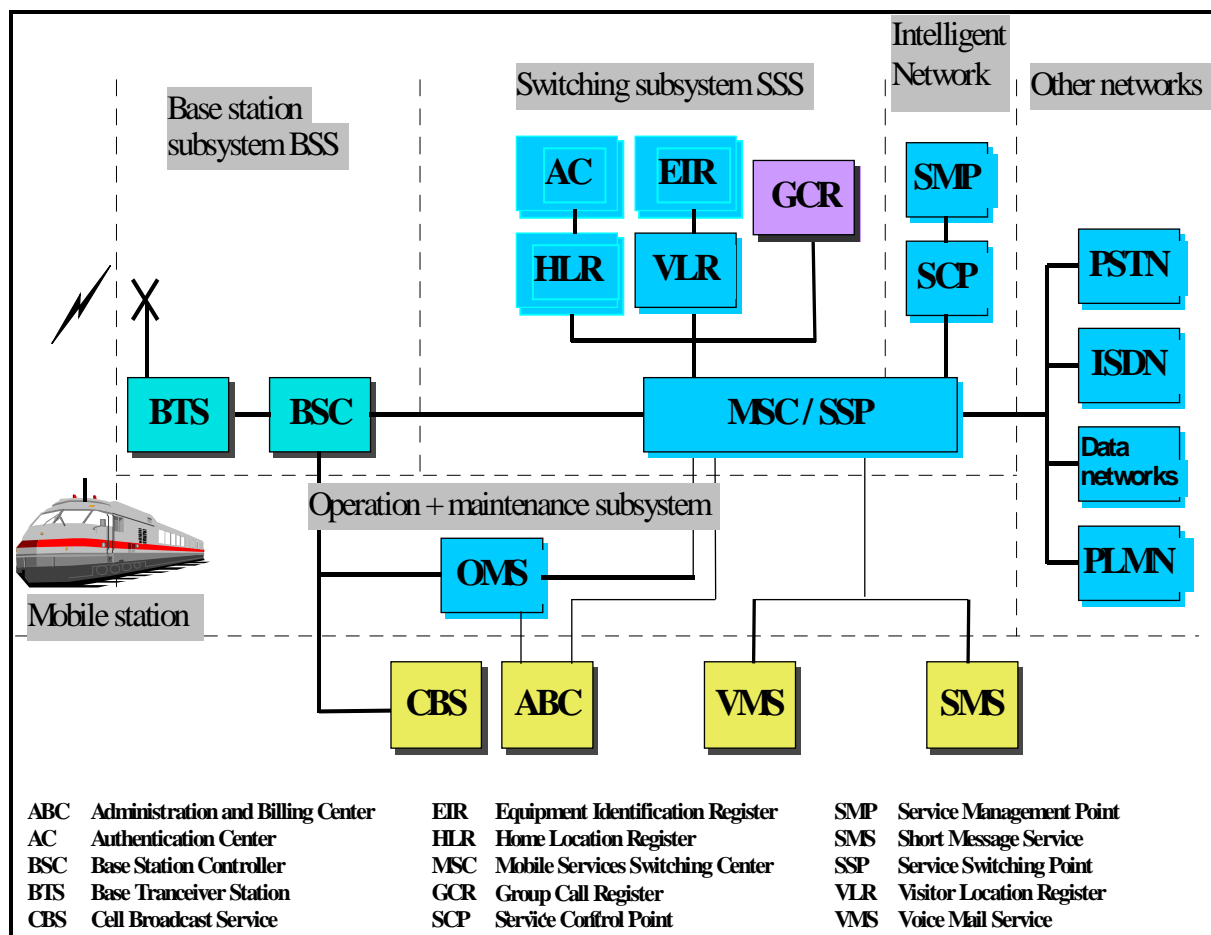 Intelligent
Network
Switching subsystem SSS
Other networks
Base station
subsystem BSS
AC
EIR
GCR
SMP
HLR
VLR
SCP
PSTN
ISDN
BTS
BSC
MSC / SSP
Data
networks
Operation + maintenance subsystem
OMS
PLMN
Mobile station
CBS
ABC
VMS
SMS
ABC Administration and Billing Center
AC Authentication Center
BSC Base Station Controller
BTS Base Tranceiver Station
CBS Cell Broadcast Service
EIR Equipment Identification Register
HLR Home Location Register
MSC Mobile Services Switching Center
GCR Group Call Register
SCP Service Control Point
SMP Service Management Point
SMS Short Message Service
SSP Service Switching Point
VLR Visitor Location Register
VMS Voice Mail Service